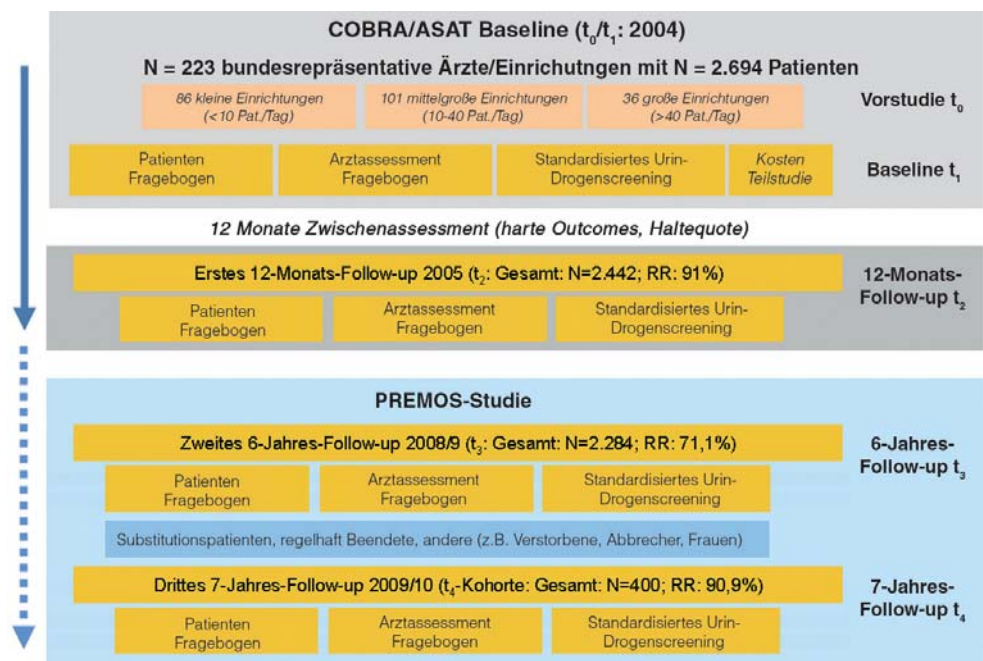 COBRA/ASAT Baseline (t0/t1: 2004)
N = 223 bundesrepräsentative Ärzte/Einrichutngen mit N = 2.694 Patienten
86 kleine Einrichtungen
(<10 Pat./Tag)
101 mittelgroße Einrichtungen
(10-40 Pat./Tag)
36 große Einrichtungen
(>40 Pat./Tag)
Vorstudie t0
Patienten
Fragebogen
Arztassessment
Fragebogen
Standardisiertes Urin-
Drogenscreening
Kosten
Teilstudie
Baseline t1
12 Monate Zwischenassessment (harte Outcomes, Haltequote)
Erstes 12-Monats-Follow-up 2005 (t2: Gesamt: N=2.442; RR: 91%)
12-Monats-
Follow-up t2
Patienten
Fragebogen
Arztassessment
Fragebogen
Standardisiertes Urin-
Drogenscreening
PREMOS-Studie
Zweites 6-Jahres-Follow-up 2008/9 (t3: Gesamt: N=2.284; RR: 71,1%)
6-Jahres-
Follow-up t3
Patienten
Fragebogen
Arztassessment
Fragebogen
Standardisiertes Urin-
Drogenscreening
Substitutionspatienten, regelhaft Beendete, andere (z.B. Verstorbene, Abbrecher, Frauen)
Drittes 7-Jahres-Follow-up 2009/10 (t4-Kohorte: Gesamt: N=400; RR: 90,9%)
7-Jahres-
Follow-up t4
Patienten
Fragebogen
Arztassessment
Fragebogen
Standardisiertes Urin-
Drogenscreening